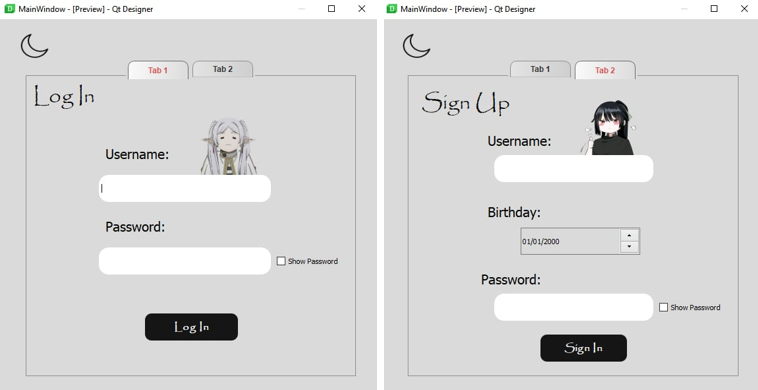 MainWindow - [Preview] - Qt Designer
Tab 1 Tab 2
Log In
Username:
Password:
Show Password
Log In
MainWindow - [Preview] - Qt Designer
Tab 1 Tab 2
Sign Up
Username:
Birthday:
01/01/2000
Password:
Show Password
Sign In